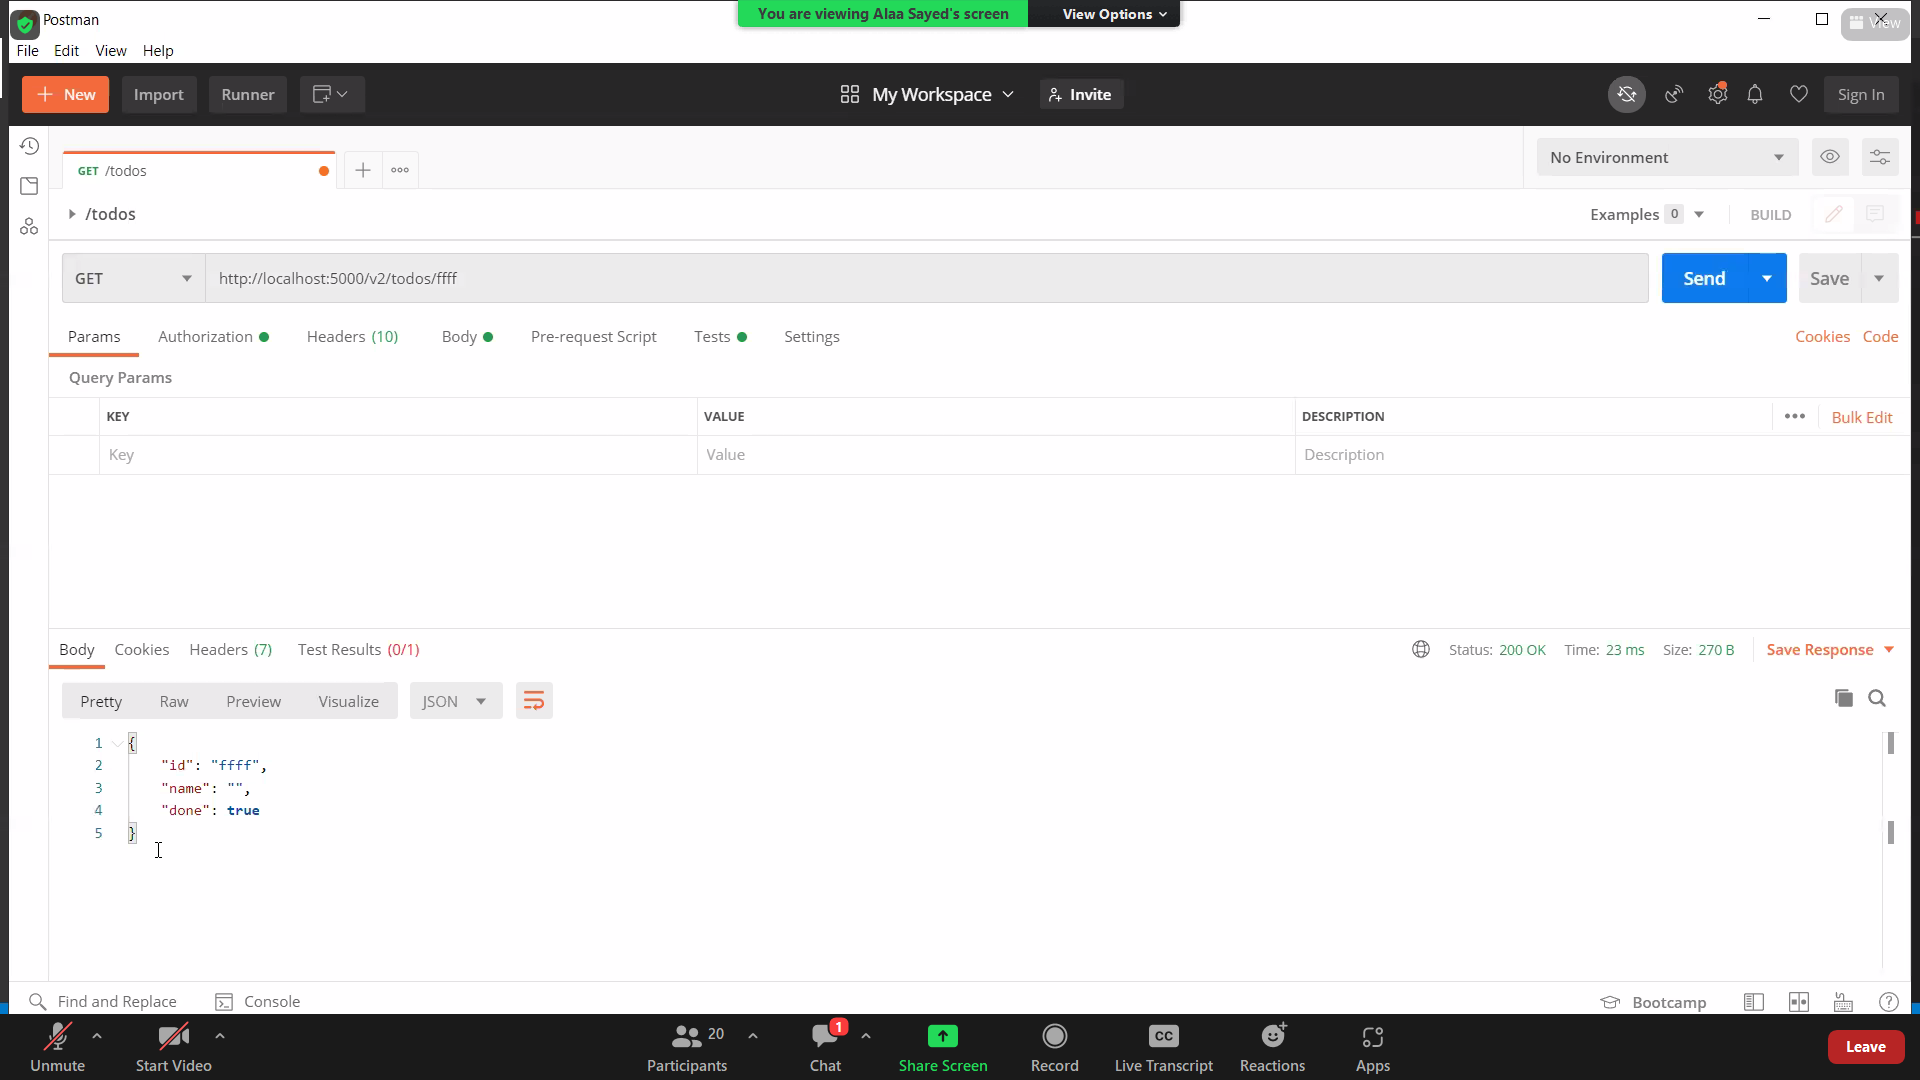 Postman
You are viewing Alaa Sayed's screen
View Options
View
File Edit View Help
New Import Runner
My Workspace
Invite
Sign In
GET /todos
No Environment
/todos
Examples 0
BUILD
GET http://localhost:5000/v2/todos/ffff
Send
Save
Params Authorization Headers (10) Body Pre-request Script Tests Settings
Cookies Code
Query Params
KEY VALUE DESCRIPTION
Bulk Edit
Key Value Description
Body Cookies Headers (7) Test Results (0/1)
Status: 200 OK Time: 23 ms Size: 270 B
Save Response
Pretty Raw Preview Visualize JSON
1 {
2 "id": "ffff",
3 "name": "",
4 "done": true
5 }
Find and Replace Console
Bootcamp
20
1
CC
Unmute Start Video Participants Chat Share Screen Record Live Transcript Reactions Apps
Leave